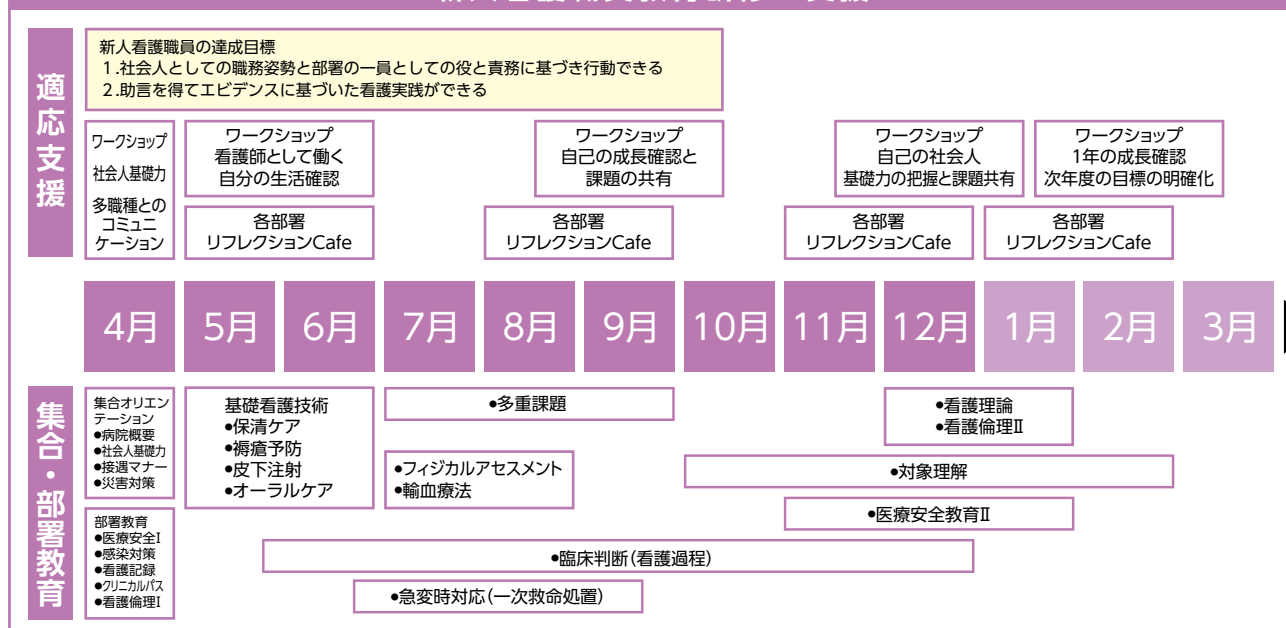 適応支援
新人看護職員の達成目標
1.社会人としての職務姿勢と部署の一員としての役と責務に基づき行動できる
2.助言を得てエビデンスに基づいた看護実践ができる
ワークショップ
社会人基礎力
多職種との
コミュニ
ケーション
ワークショップ
看護師として働く
自分の生活確認
ワークショップ
自己の成長確認と
課題の共有
ワークショップ
自己の社会人
基礎力の把握と課題共有
ワークショップ
1年の成長確認
次年度の目標の明確化
各部署
リフレクションCafe
各部署
リフレクションCafe
各部署
リフレクションCafe
各部署
リフレクションCafe
4月
5月
6月
7月
8月
9月
10月
11月
12月
1月
2月
3月
集合・部署教育
集合オリエン
テーション
●病院概要
●社会人基礎力
●接遇マナー
●災害対策
部署教育
●医療安全Ⅰ
●感染対策
●看護記録
●クリニカルパス
●看護倫理Ⅰ
基礎看護技術
●保清ケア
●褥瘡予防
●皮下注射
●オーラルケア
●多重課題
●フィジカルアセスメント
●輸血療法
●看護理論
●看護倫理Ⅱ
●対象理解
●医療安全教育Ⅱ
●臨床判断(看護過程)
●急変時対応(一次救命処置)